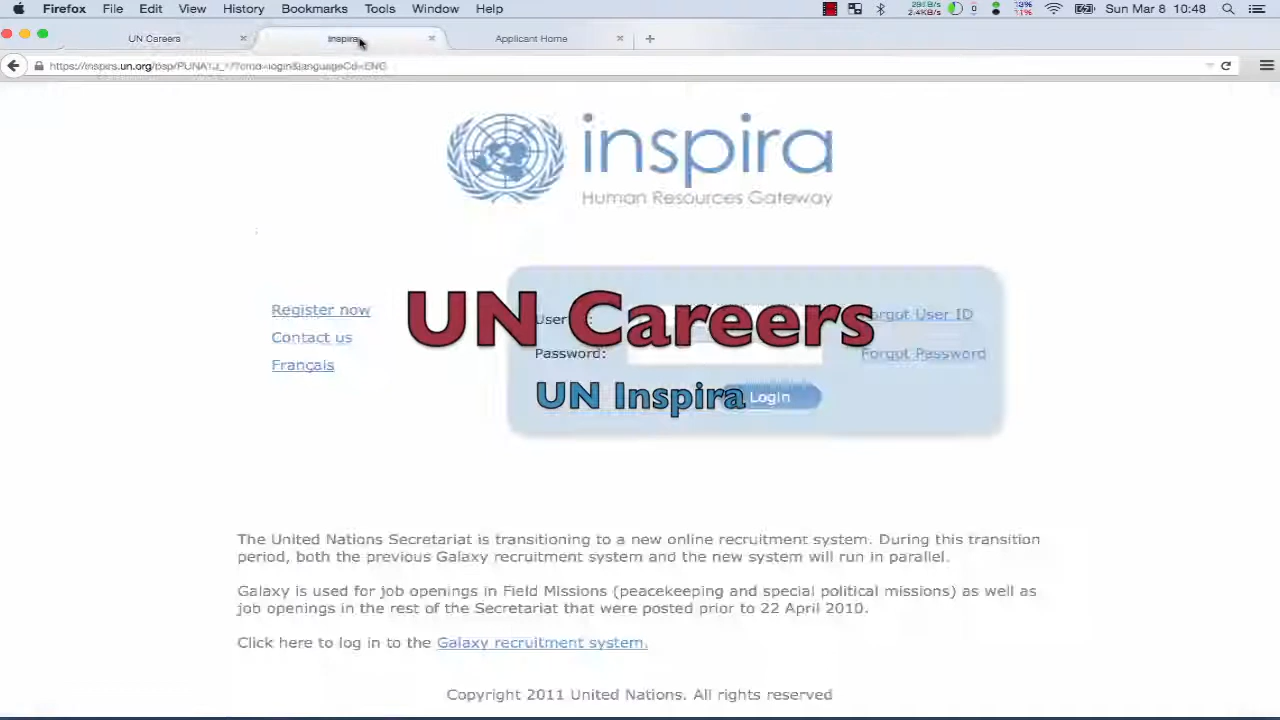 Firefox File Edit View History Bookmarks Tools Window Help Sun Mar 8 10:48
UN Careers inspira Applicant Home
inspira
Human Resources Gateway
Register now
Contact us
Français
UN Careers
UN Inspira
Forgot User ID
Password:
Forgot Password
Login
The United Nations Secretariat is transitioning to a new online recruitment system. During this transition
period, both the previous Galaxy recruitment system and the new system will run in parallel.
Galaxy is used for job openings in Field Missions (peacekeeping and special political missions) as well as
job openings in the rest of the Secretariat that were posted prior to 22 April 2010.
Click here to log in to the Galaxy recruitment system.
Copyright 2011 United Nations. All rights reserved